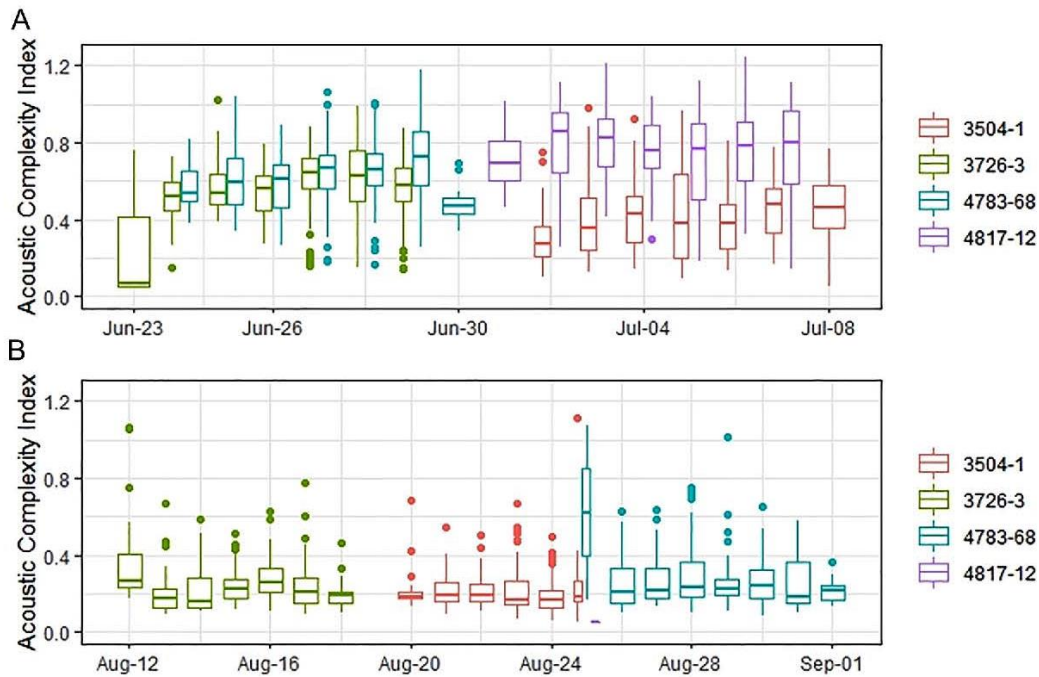 A
Acoustic Complexity Index
1.2
0.8
0.4
0.0
Jun-23 Jun-26 Jun-30 Jul-04 Jul-08
3504-1
3726-3
4783-68
4817-12
B
Acoustic Complexity Index
1.2
0.8
0.4
0.0
Aug-12 Aug-16 Aug-20 Aug-24 Aug-28 Sep-01
3504-1
3726-3
4783-68
4817-12